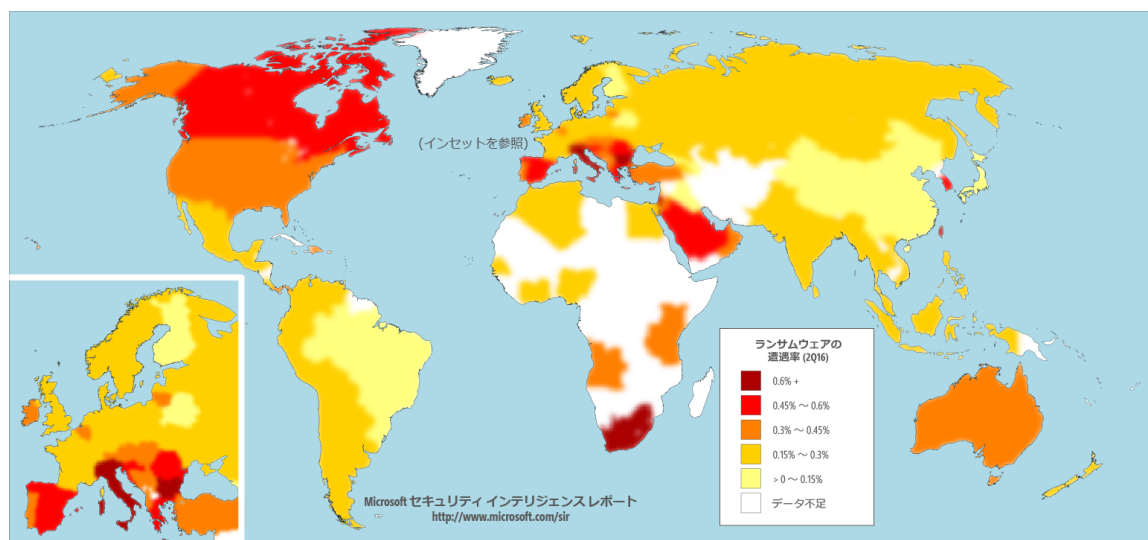 (インセットを参照)
ランサムウェアの
遭遇率 (2Q16)
0.6% +
0.45% ～ 0.6%
0.3% ～ 0.45%
0.15% ～ 0.3%
> 0 ～ 0.15%
データ不足
Microsoft セキュリティ インテリジェンス レポート
http://www.microsoft.com/sir